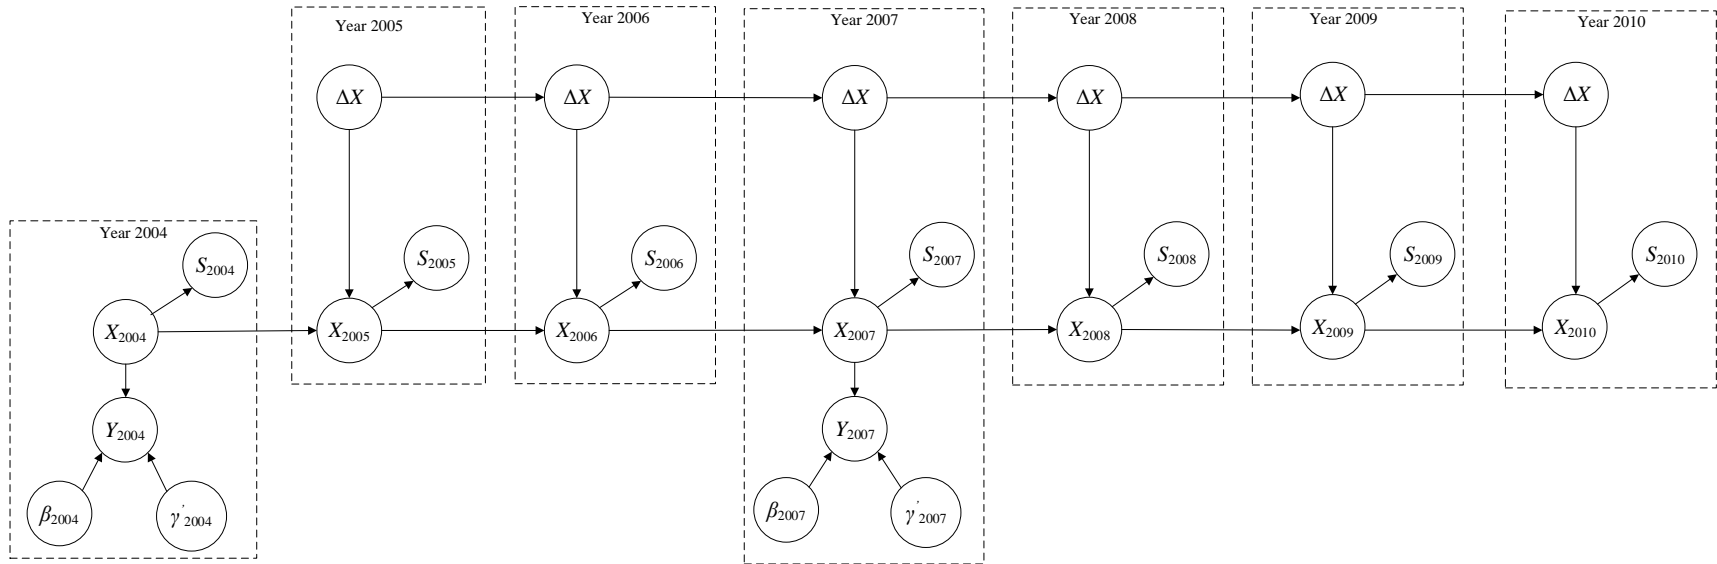 Year 2005
Year 2006
Year 2007
Year 2008
Year 2009
Year 2010
ΔX
ΔX
ΔX
ΔX
ΔX
ΔX
Year 2004
S2004
S2005
S2006
S2007
S2008
S2009
S2010
X2004
X2005
X2006
X2007
X2008
X2009
X2010
Y2004
Y2007
β2004
γ'2004
β2007
γ'2007